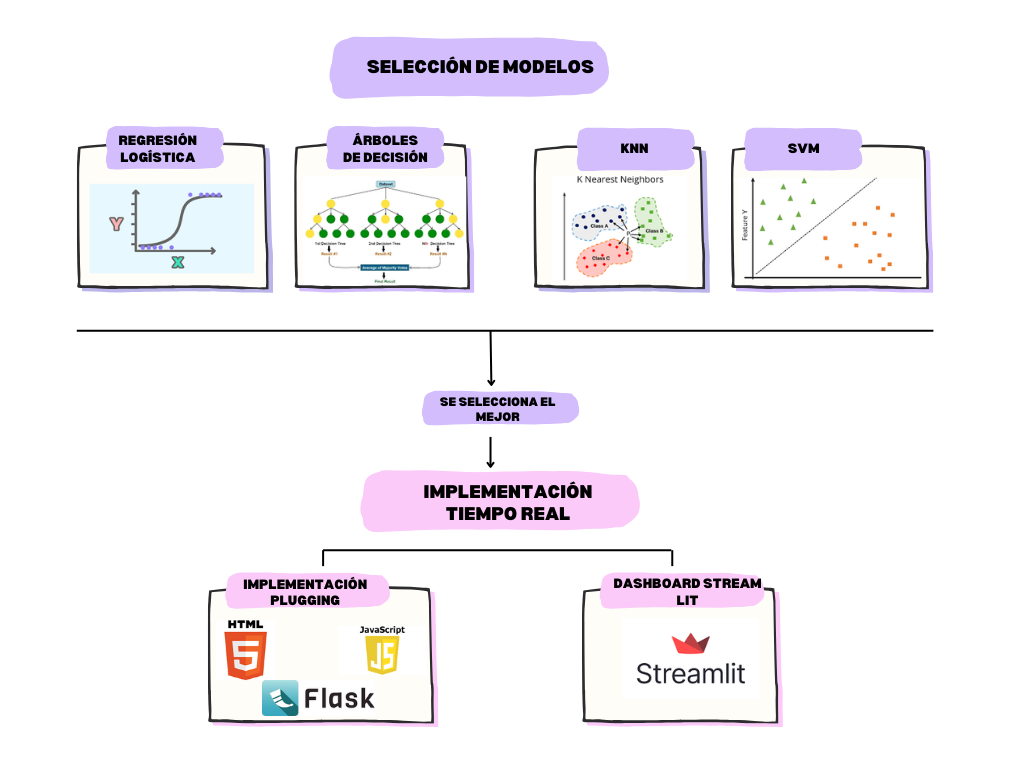 SELECCIÓN DE MODELOS
REGRESIÓN
LOGÍSTICA
ÁRBOLES
DE DECISIÓN
KNN
SVM
Y
X
Dataset
1st Decision Tree
2nd Decision Tree
Nth Decision Tree
Result #1
Result #2
Result #N
Average of Majority Votes
Final Result
K Nearest Neighbors
Class A
Class B
Class C
P
Feature Y
SE SELECCIONA EL
MEJOR
IMPLEMENTACIÓN
TIEMPO REAL
IMPLEMENTACIÓN
PLUGGING
HTML
5
JavaScript
JS
Flask
DASHBOARD STREAM
LIT
Streamlit